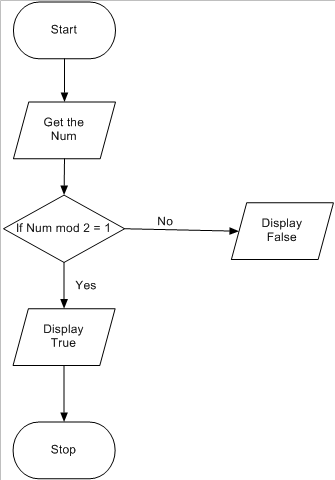 Start
Get the
Num
If Num mod 2 = 1
No
Display
False
Yes
Display
True
Stop